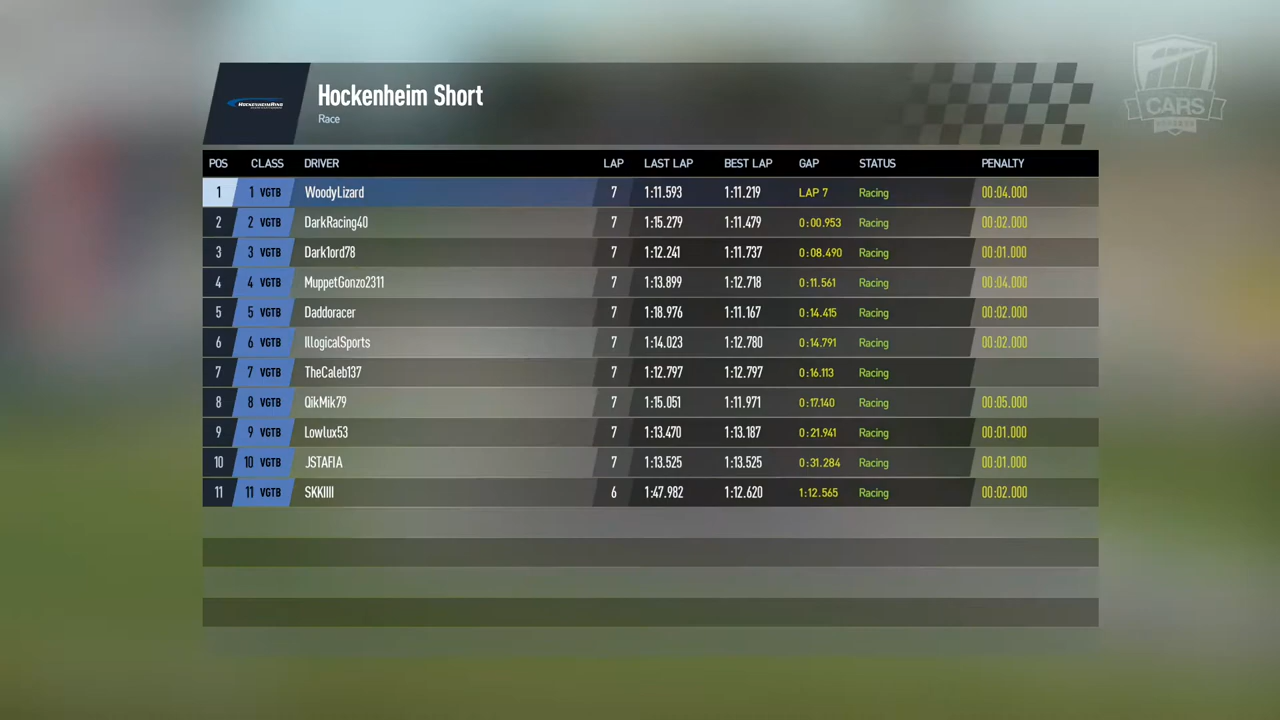 HOCKENHEIMRING
Hockenheim Short
Race
CARS
POS CLASS DRIVER LAP LAST LAP BEST LAP GAP STATUS PENALTY
1 1 VGTB WoodyLizard 7 1:11.593 1:11.219 LAP 7 Racing 00:04.000
2 2 VGTB DarkRacing40 7 1:15.279 1:11.479 0:00.953 Racing 00:02.000
3 3 VGTB Dark1ord78 7 1:12.241 1:11.737 0:08.490 Racing 00:01.000
4 4 VGTB MuppetGonzo2311 7 1:13.899 1:12.718 0:11.561 Racing 00:04.000
5 5 VGTB Daddoracer 7 1:18.976 1:11.167 0:14.415 Racing 00:02.000
6 6 VGTB IllogicalSports 7 1:14.023 1:12.780 0:14.791 Racing 00:02.000
7 7 VGTB TheCaleb137 7 1:12.797 1:12.797 0:16.113 Racing
8 8 VGTB QikMik79 7 1:15.051 1:11.971 0:17.140 Racing 00:05.000
9 9 VGTB Lowlux53 7 1:13.470 1:13.187 0:21.941 Racing 00:01.000
10 10 VGTB JSTAFIA 7 1:13.525 1:13.525 0:31.284 Racing 00:01.000
11 11 VGTB SKKIIII 6 1:47.982 1:12.620 1:12.565 Racing 00:02.000